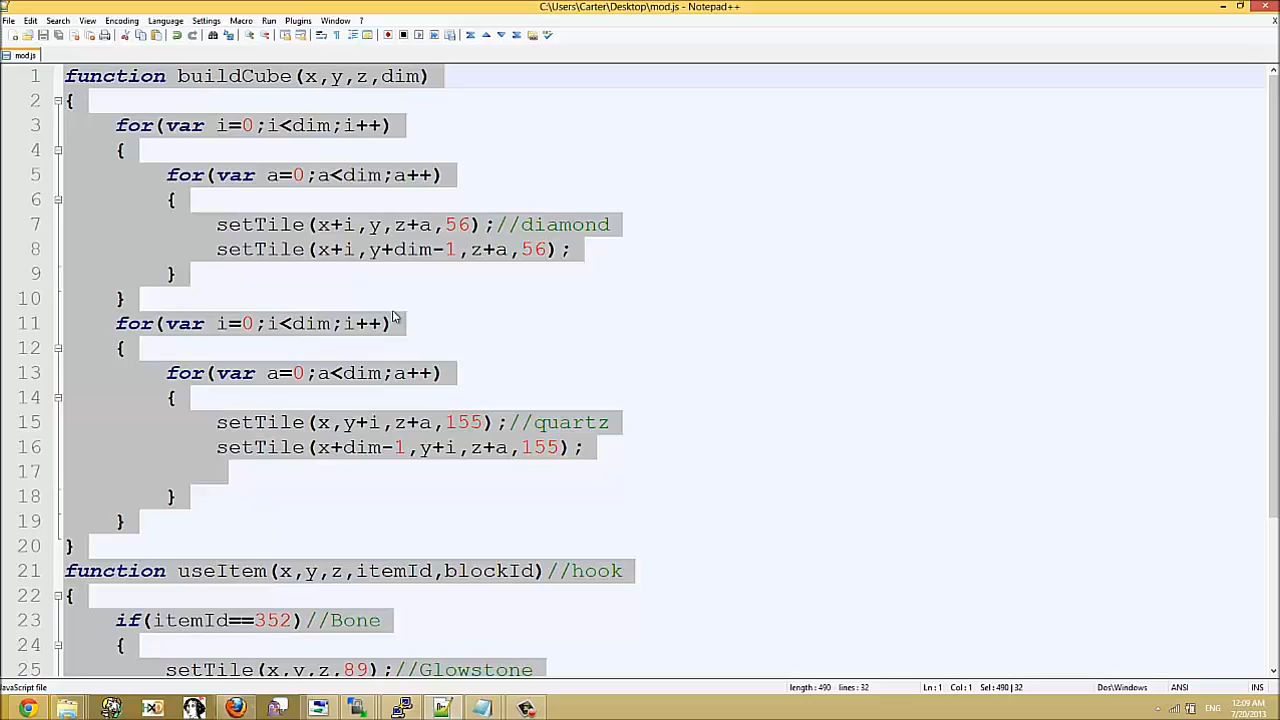 C:\Users\Carter\Desktop\mod.js - Notepad++
File Edit Search View Encoding Language Settings Macro Run Plugins Window ?
X
mod.js
1 function buildCube(x,y,z,dim)
2 {
3 for(var i=0;i<dim;i++)
4 {
5 for(var a=0;a<dim;a++)
6 {
7 setTile(x+i,y,z+a,56);//diamond
8 setTile(x+i,y+dim-1,z+a,56);
9 }
10 }
11 for(var i=0;i<dim;i++)
12 {
13 for(var a=0;a<dim;a++)
14 {
15 setTile(x,y+i,z+a,155);//quartz
16 setTile(x+dim-1,y+i,z+a,155);
17
18 }
19 }
20 }
21 function useItem(x,y,z,itemId,blockId)//hook
22 {
23 if(itemId==352)//Bone
24 {
25 setTile(x,y,z,89);//Glowstone
JavaScript file length : 490 lines : 32 Ln : 1 Col : 1 Sel : 490 | 32 Dos\Windows ANSI INS
ENG 12:09 AM
7/20/2013